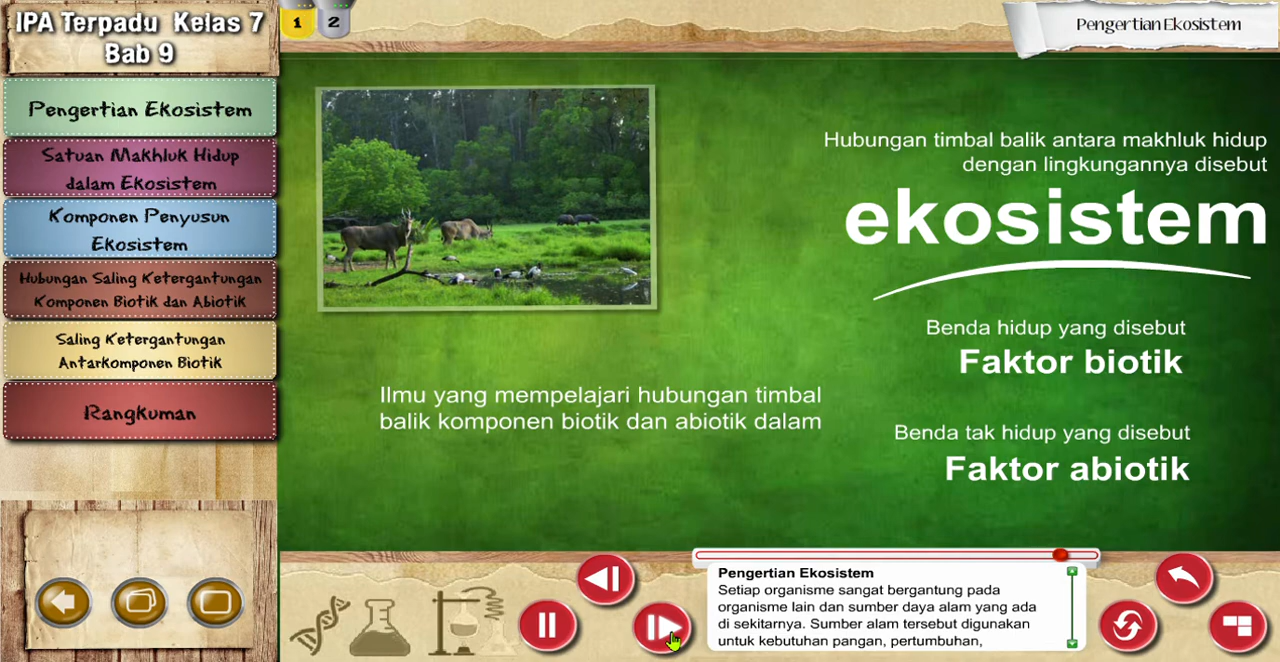 IPA Terpadu Kelas 7
Bab 9
1 2
Pengertian Ekosistem
Pengertian Ekosistem
Satuan Makhluk Hidup
dalam Ekosistem
Komponen Penyusun
Ekosistem
Hubungan Saling Ketergantungan
Komponen Biotik dan Abiotik
Saling Ketergantungan
Antarkomponen Biotik
Rangkuman
Hubungan timbal balik antara makhluk hidup
dengan lingkungannya disebut
ekosistem
Benda hidup yang disebut
Faktor biotik
Ilmu yang mempelajari hubungan timbal
balik komponen biotik dan abiotik dalam
Benda tak hidup yang disebut
Faktor abiotik
Pengertian Ekosistem
Setiap organisme sangat bergantung pada
organisme lain dan sumber daya alam yang ada
di sekitarnya. Sumber alam tersebut digunakan
untuk kebutuhan pangan, pertumbuhan,